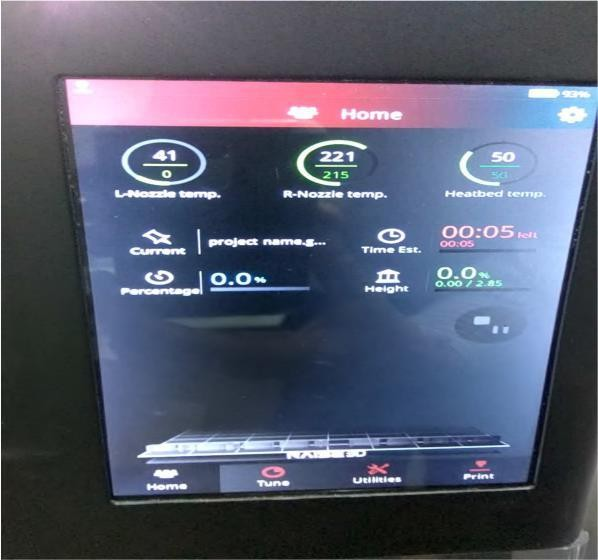 93%
Home
41
0
L-Nozzle temp.
221
215
R-Nozzle temp.
50
50
Heatbed temp.
Current
project name.g...
Time Est.
00:05 left
00:05
Percentage
0.0%
Height
0.0%
0.00 / 2.85
RAISE3D
Home
Tune
Utilities
Print